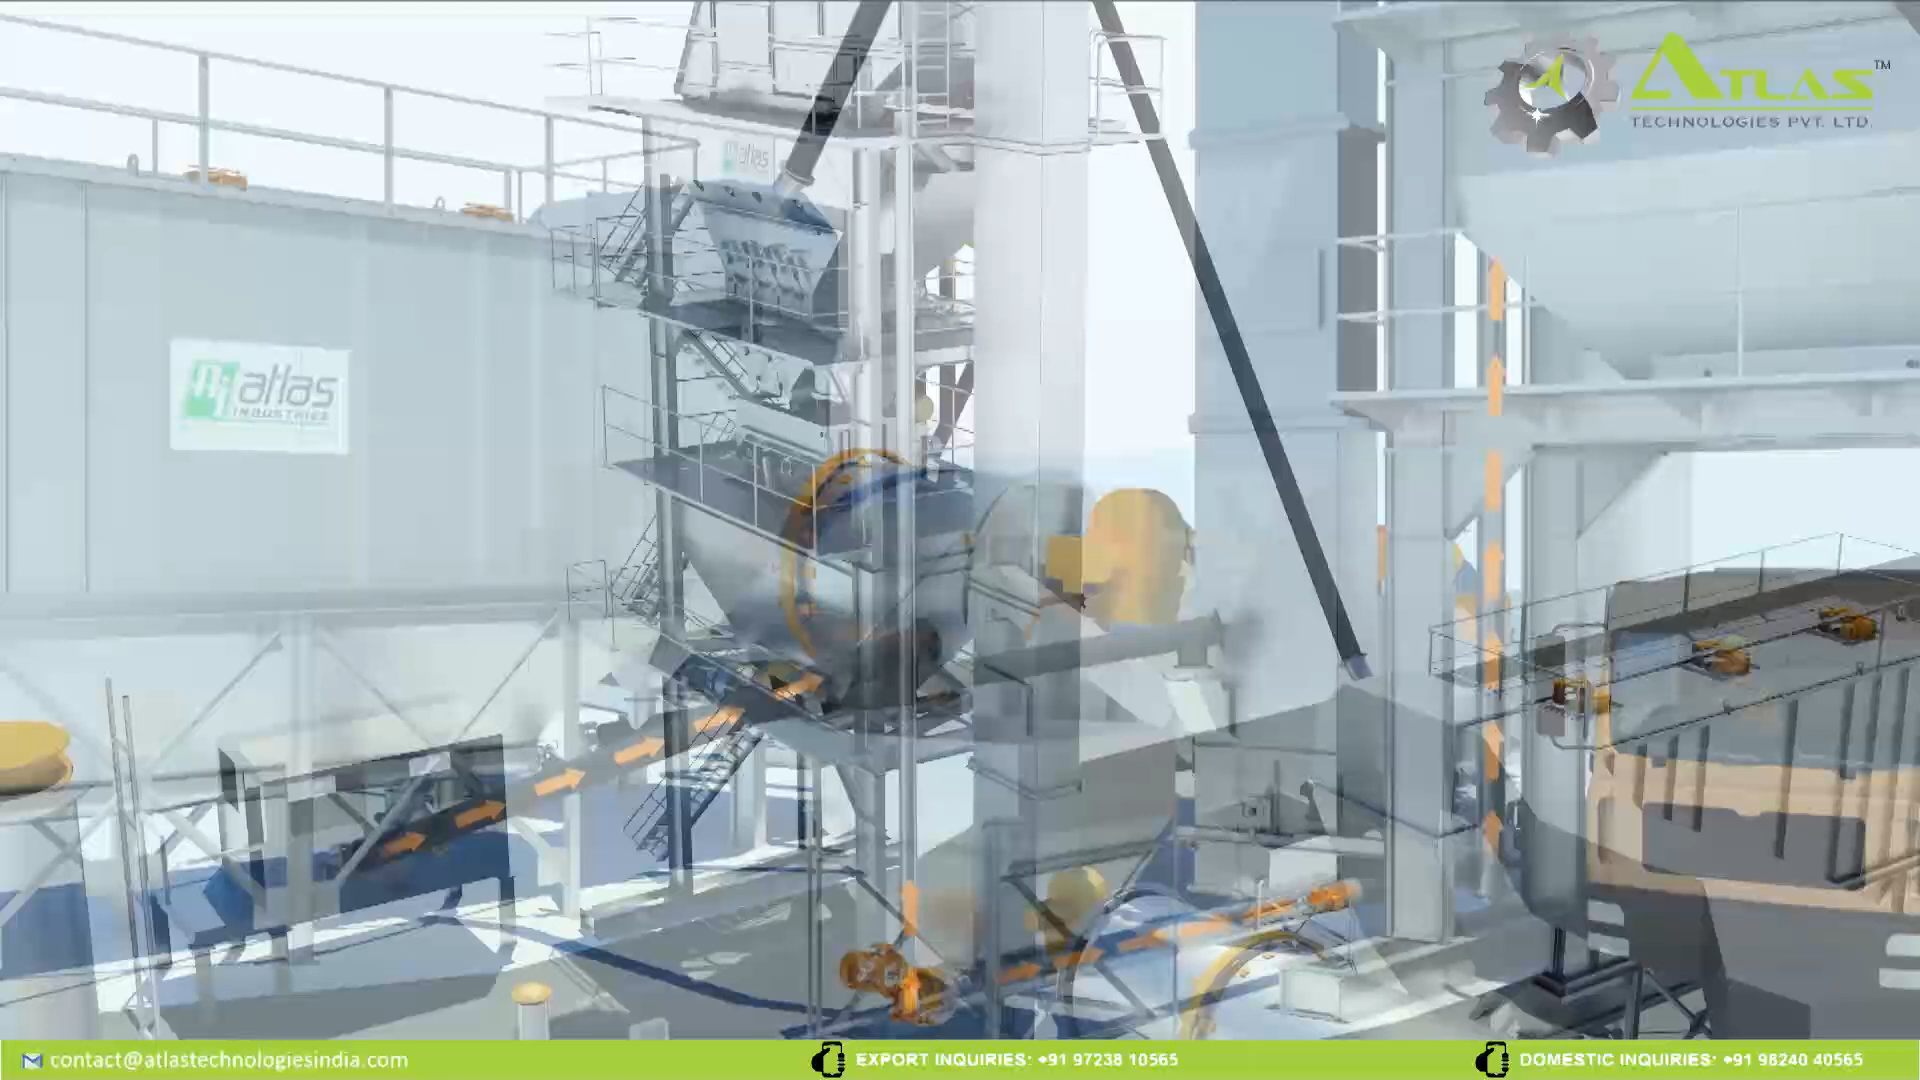 ATLAS™
TECHNOLOGIES PVT. LTD.
atlas
atlas
INDUSTRIES
contact@atlastechnologiesindia.com
EXPORT INQUIRIES: +91 97238 10565
DOMESTIC INQUIRIES: +91 98240 40565